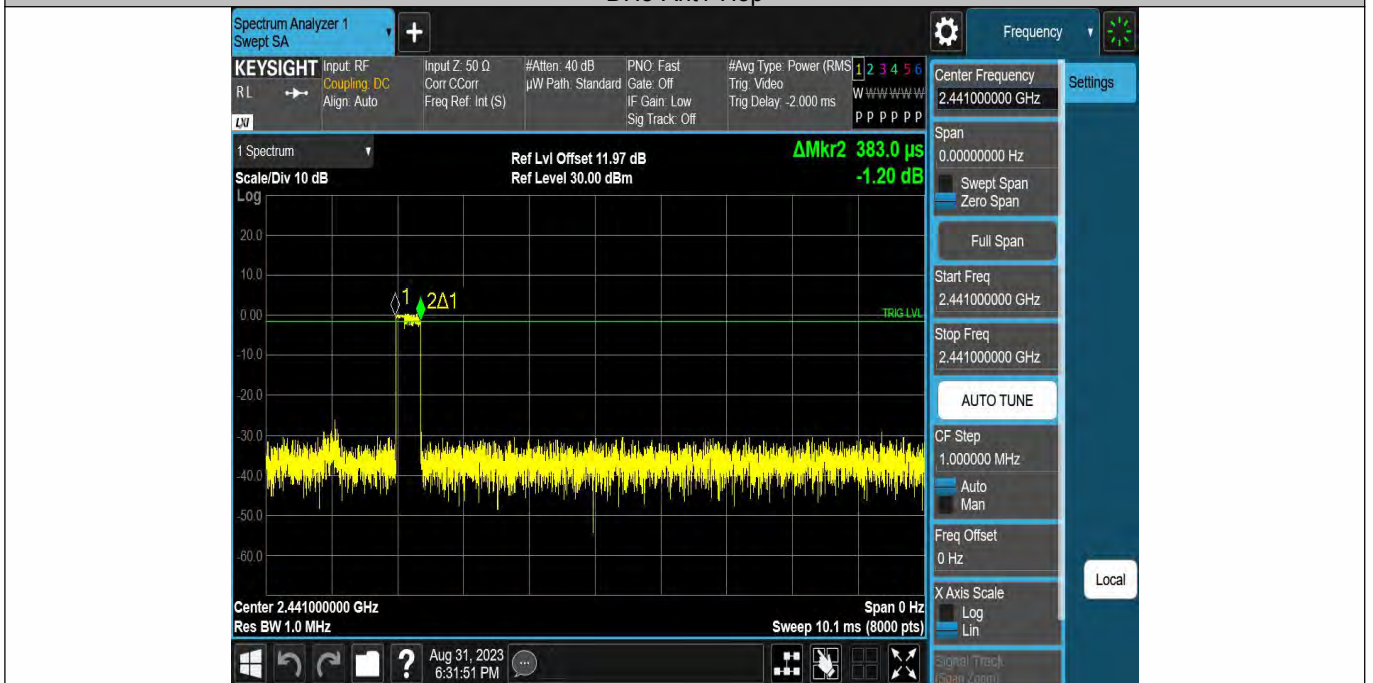 Spectrum Analyzer 1
Swept SA
+
Frequency
KEYSIGHT
RL
LXI
Input: RF
Coupling: DC
Align: Auto
Input Z: 50 Ω
Corr CCorr
Freq Ref: Int (S)
#Atten: 40 dB
µW Path: Standard
PNO: Fast
Gate: Off
IF Gain: Low
Sig Track: Off
#Avg Type: Power (RMS
Trig: Video
Trig Delay: -2.000 ms
1 2 3 4 5 6
W W W W W W
P P P P P P
1 Spectrum
Scale/Div 10 dB
Log
Ref Lvl Offset 11.97 dB
Ref Level 30.00 dBm
ΔMkr2 383.0 µs
-1.20 dB
20.0
10.0
0.00
-10.0
-20.0
-30.0
-40.0
-50.0
-60.0
1
2Δ1
TRIG LVL
Center 2.441000000 GHz
Res BW 1.0 MHz
Span 0 Hz
Sweep 10.1 ms (8000 pts)
Center Frequency
2.441000000 GHz
Settings
Span
0.00000000 Hz
Swept Span
Zero Span
Full Span
Start Freq
2.441000000 GHz
Stop Freq
2.441000000 GHz
AUTO TUNE
CF Step
1.000000 MHz
Auto
Man
Freq Offset
0 Hz
X Axis Scale
Log
Lin
Signal Track
(Span Zoom)
Local
?
Aug 31, 2023
6:31:51 PM